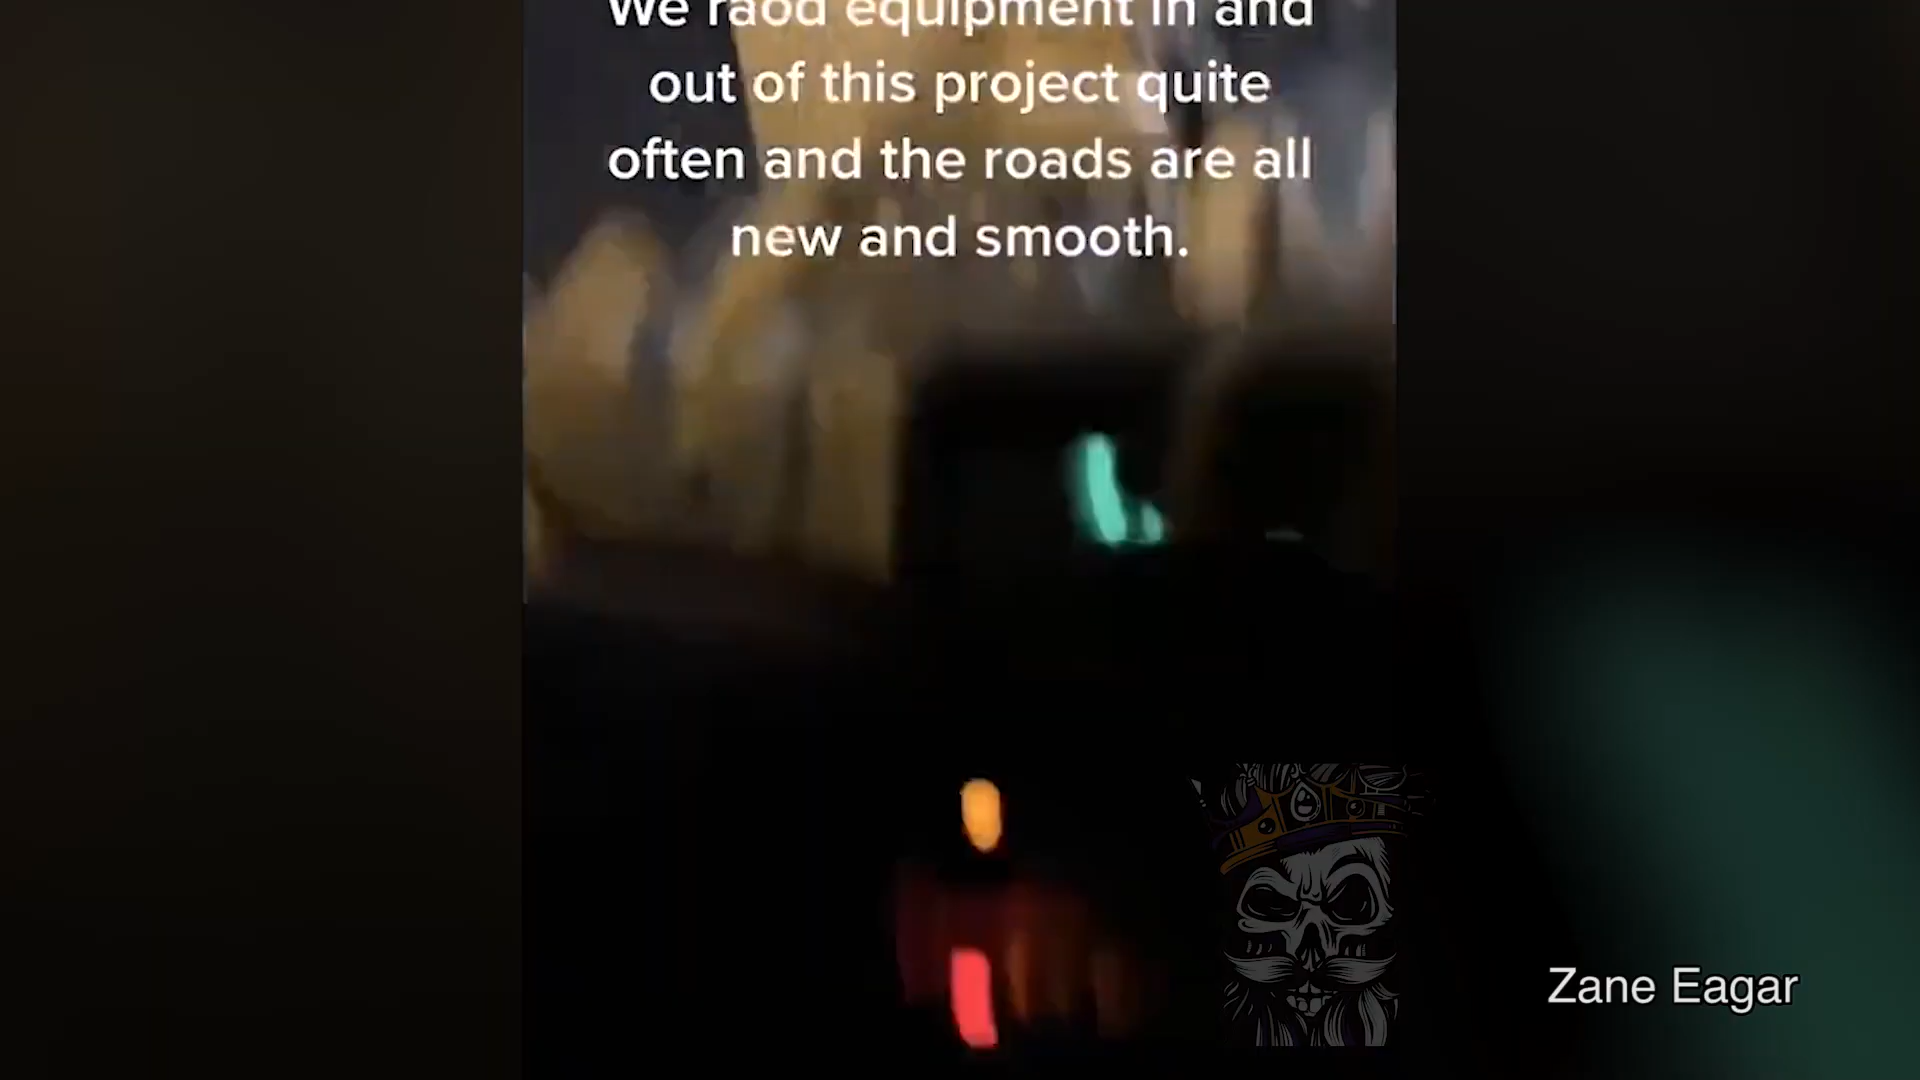 We raod equipment in and
out of this project quite
often and the roads are all
new and smooth.
Zane Eagar